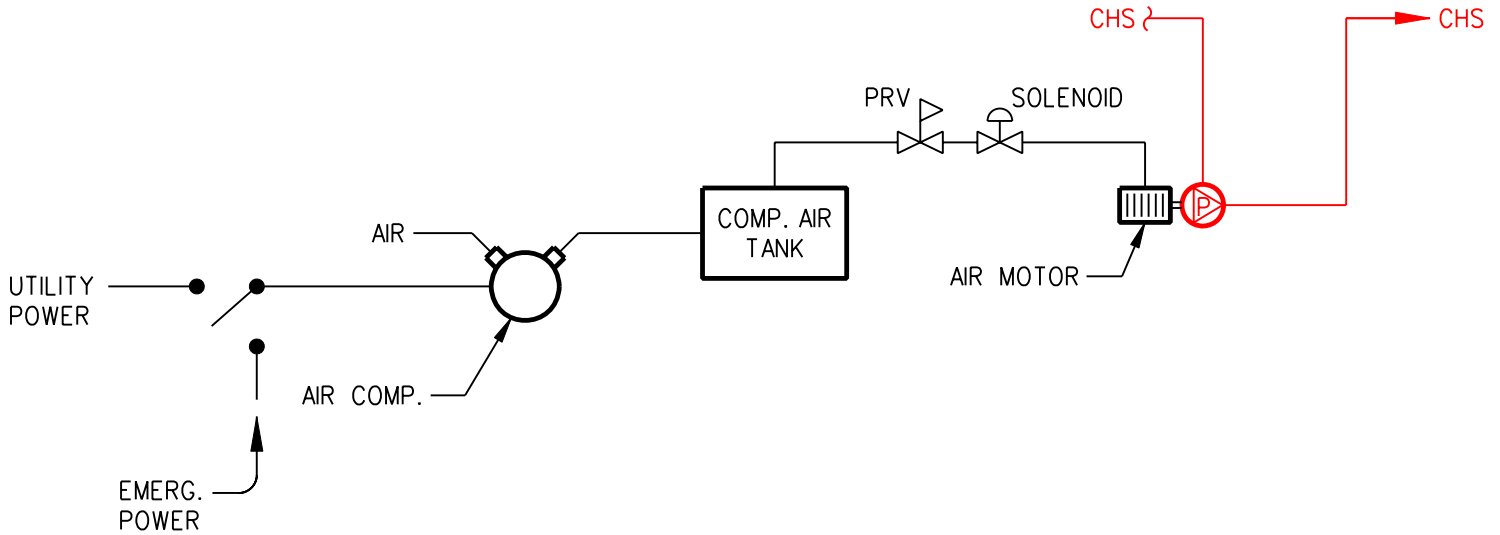 CHS
CHS
PRV
SOLENOID
COMP. AIR
TANK
P
AIR
AIR MOTOR
UTILITY
POWER
AIR COMP.
EMERG.
POWER